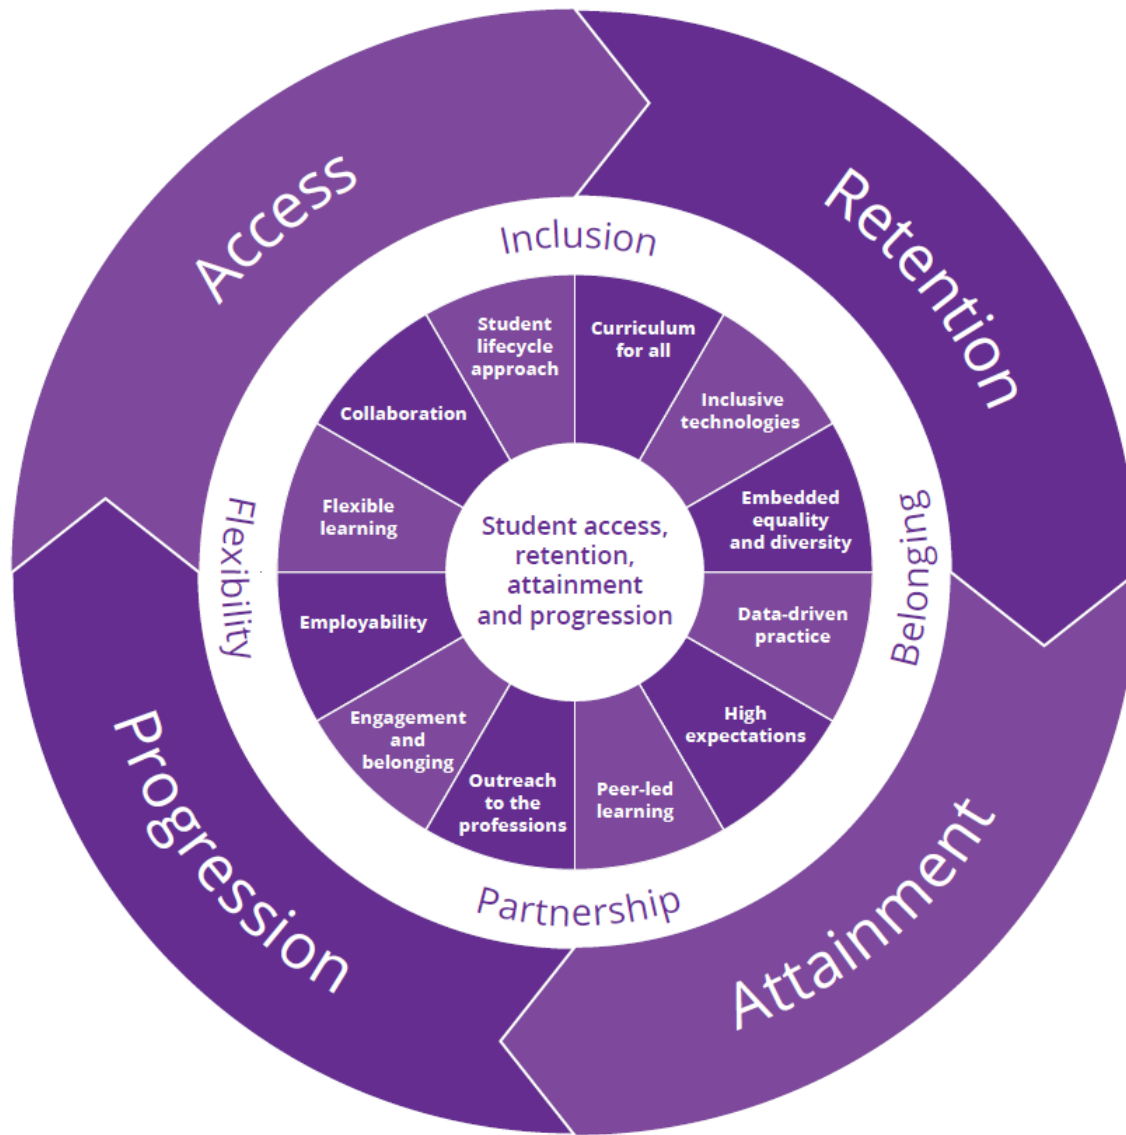 Access
Retention
Attainment
Progression
Inclusion
Belonging
Partnership
Flexibility
Curriculum
for all
Inclusive
technologies
Embedded
equality
and diversity
Data-driven
practice
High
expectations
Peer-led
learning
Outreach
to the
professions
Engagement
and
belonging
Employability
Flexible
learning
Collaboration
Student
lifecycle
approach
Student access,
retention,
attainment
and progression